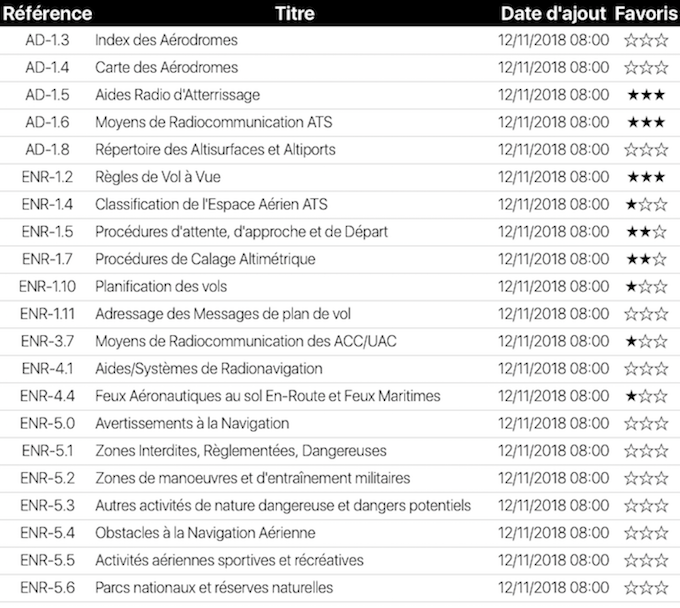 Référence Titre Date d'ajout Favoris
AD-1.3 Index des Aérodromes 12/11/2018 08:00 ☆☆☆
AD-1.4 Carte des Aérodromes 12/11/2018 08:00 ☆☆☆
AD-1.5 Aides Radio d'Atterrissage 12/11/2018 08:00 ★★★
AD-1.6 Moyens de Radiocommunication ATS 12/11/2018 08:00 ★★★
AD-1.8 Répertoire des Altisurfaces et Altiports 12/11/2018 08:00 ☆☆☆
ENR-1.2 Règles de Vol à Vue 12/11/2018 08:00 ★★★
ENR-1.4 Classification de l'Espace Aérien ATS 12/11/2018 08:00 ★☆☆
ENR-1.5 Procédures d'attente, d'approche et de Départ 12/11/2018 08:00 ★★☆
ENR-1.7 Procédures de Calage Altimétrique 12/11/2018 08:00 ★★☆
ENR-1.10 Planification des vols 12/11/2018 08:00 ★☆☆
ENR-1.11 Adressage des Messages de plan de vol 12/11/2018 08:00 ☆☆☆
ENR-3.7 Moyens de Radiocommunication des ACC/UAC 12/11/2018 08:00 ★☆☆
ENR-4.1 Aides/Systèmes de Radionavigation 12/11/2018 08:00 ☆☆☆
ENR-4.4 Feux Aéronautiques au sol En-Route et Feux Maritimes 12/11/2018 08:00 ★☆☆
ENR-5.0 Avertissements à la Navigation 12/11/2018 08:00 ☆☆☆
ENR-5.1 Zones Interdites, Règlementées, Dangereuses 12/11/2018 08:00 ☆☆☆
ENR-5.2 Zones de manoeuvres et d'entraînement militaires 12/11/2018 08:00 ☆☆☆
ENR-5.3 Autres activités de nature dangereuse et dangers potentiels 12/11/2018 08:00 ☆☆☆
ENR-5.4 Obstacles à la Navigation Aérienne 12/11/2018 08:00 ☆☆☆
ENR-5.5 Activités aériennes sportives et récréatives 12/11/2018 08:00 ☆☆☆
ENR-5.6 Parcs nationaux et réserves naturelles 12/11/2018 08:00 ☆☆☆